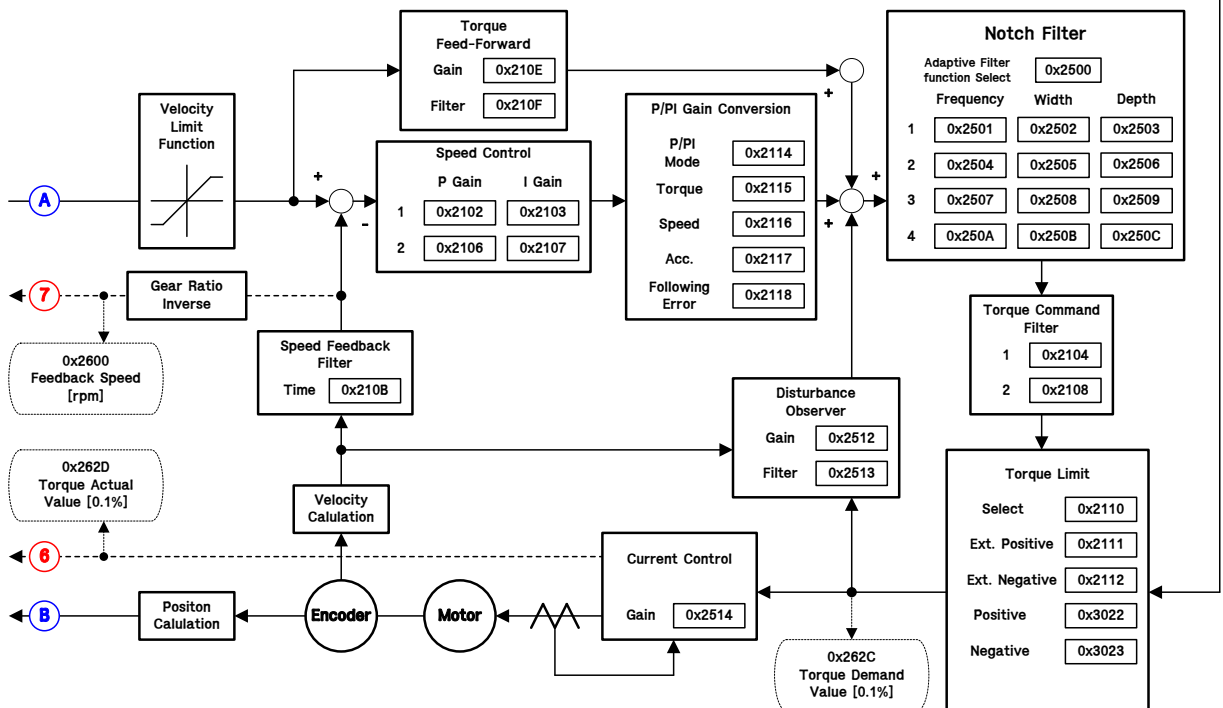 Torque
Feed-Forward
Gain 0x210E
Filter 0x210F
Notch Filter
Adaptive Filter
function Select 0x2500
Frequency Width Depth
1 0x2501 0x2502 0x2503
2 0x2504 0x2505 0x2506
3 0x2507 0x2508 0x2509
4 0x250A 0x250B 0x250C
Velocity
Limit
Function
A
+
-
Speed Control
P Gain I Gain
1 0x2102 0x2103
2 0x2106 0x2107
P/PI Gain Conversion
P/PI
Mode 0x2114
Torque 0x2115
Speed 0x2116
Acc. 0x2117
Following
Error 0x2118
+
+
+
7
Gear Ratio
Inverse
0x2600
Feedback Speed
[rpm]
Speed Feedback
Filter
Time 0x210B
Torque Command
Filter
1 0x2104
2 0x2108
Disturbance
Observer
Gain 0x2512
Filter 0x2513
0x262D
Torque Actual
Value [0.1%]
Velocity
Calulation
Torque Limit
Select 0x2110
Ext. Positive 0x2111
Ext. Negative 0x2112
Positive 0x3022
Negative 0x3023
6
Current Control
Gain 0x2514
B
Positon
Calulation
Encoder
Motor
0x262C
Torque Demand
Value [0.1%]